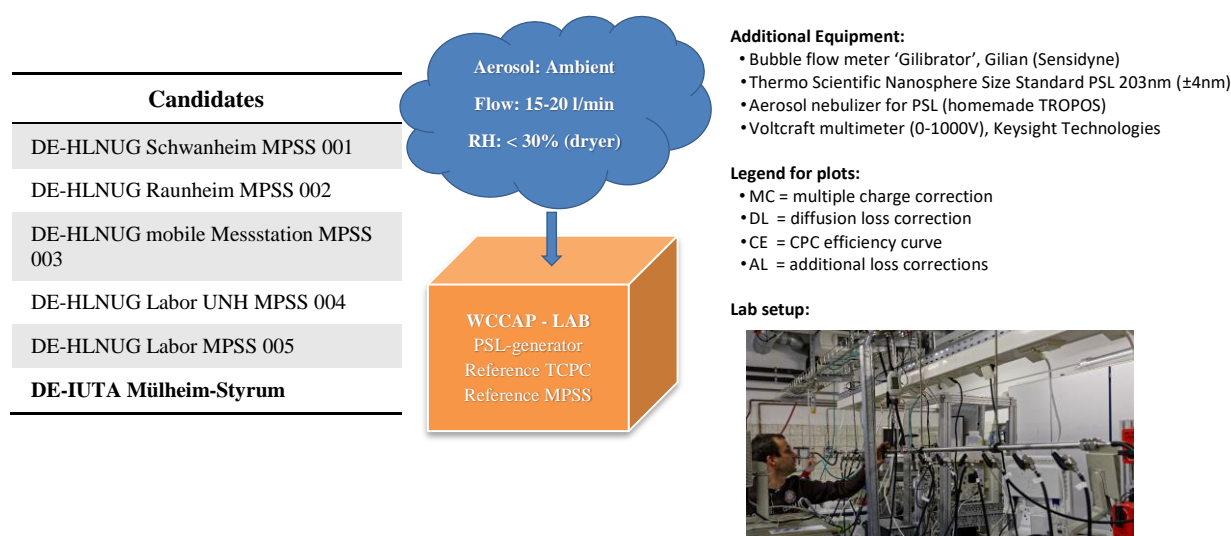 Candidates
DE-HLNUG Schwanheim MPSS 001
DE-HLNUG Raunheim MPSS 002
DE-HLNUG mobile Messstation MPSS
003
DE-HLNUG Labor UNH MPSS 004
DE-HLNUG Labor MPSS 005
DE-IUTA Mülheim-Styrum
Aerosol: Ambient
Flow: 15-20 l/min
RH: < 30% (dryer)
WCCAP - LAB
PSL-generator
Reference TCPC
Reference MPSS
Additional Equipment:
• Bubble flow meter ‘Gilibrator’, Gilian (Sensidyne)
• Thermo Scientific Nanosphere Size Standard PSL 203nm (±4nm)
• Aerosol nebulizer for PSL (homemade TROPOS)
• Voltcraft multimeter (0-1000V), Keysight Technologies
Legend for plots:
• MC = multiple charge correction
• DL = diffusion loss correction
• CE = CPC efficiency curve
• AL = additional loss corrections
Lab setup: